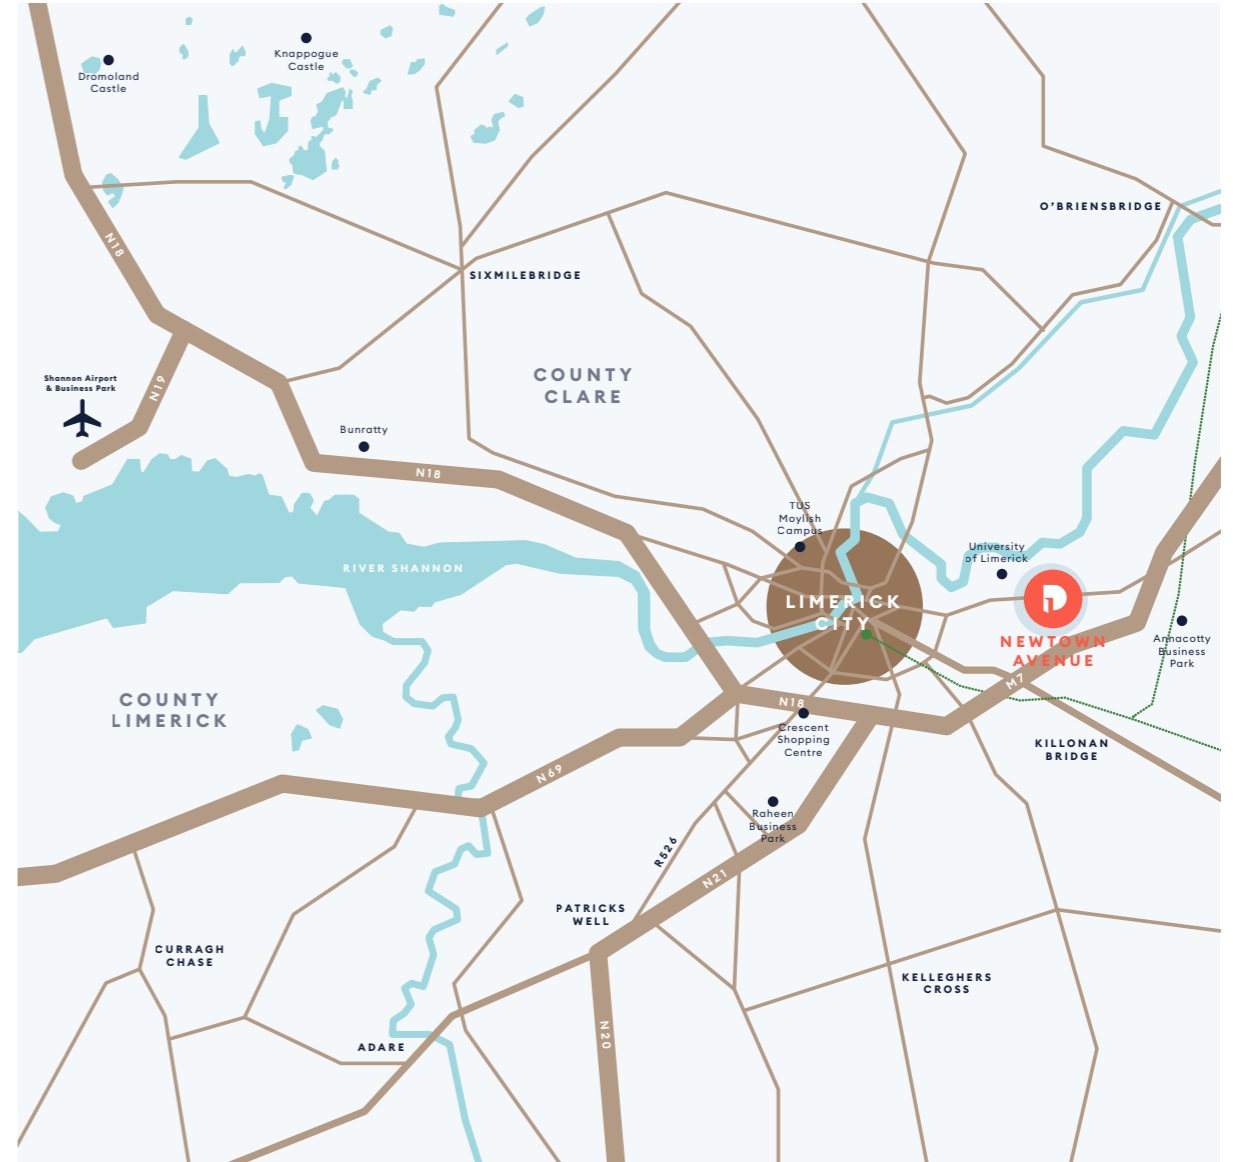 Knappogue
Castle
Dromoland
Castle
O'BRIENSBRIDGE
N18
SIXMILEBRIDGE
COUNTY
CLARE
Shannon Airport
& Business Park
N19
Bunratty
N18
TUS
Moylish
Campus
University
of Limerick
RIVER SHANNON
LIMERICK
CITY
NEWTOWN
AVENUE
Annacotty
Business
Park
M7
COUNTY
LIMERICK
N18
Crescent
Shopping
Centre
KILLONAN
BRIDGE
N69
Raheen
Business
Park
R526
N21
PATRICKS
WELL
CURRAGH
CHASE
KELLEGHERS
CROSS
N20
ADARE